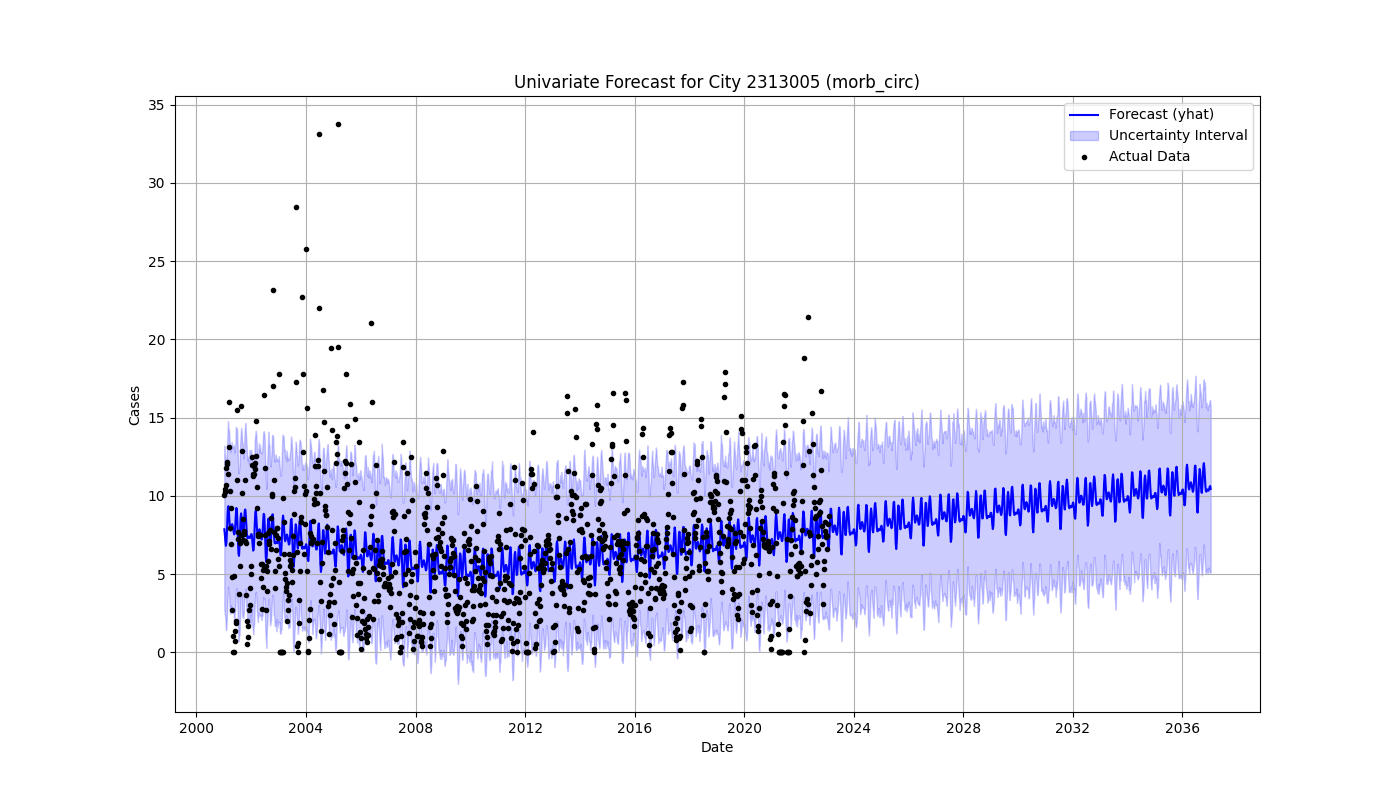 Univariate Forecast for City 2313005 (morb_circ)
Forecast (yhat)
Uncertainty Interval
Actual Data
Cases
35
30
25
20
15
10
5
0
2000 2004 2008 2012 2016 2020 2024 2028 2032 2036
Date